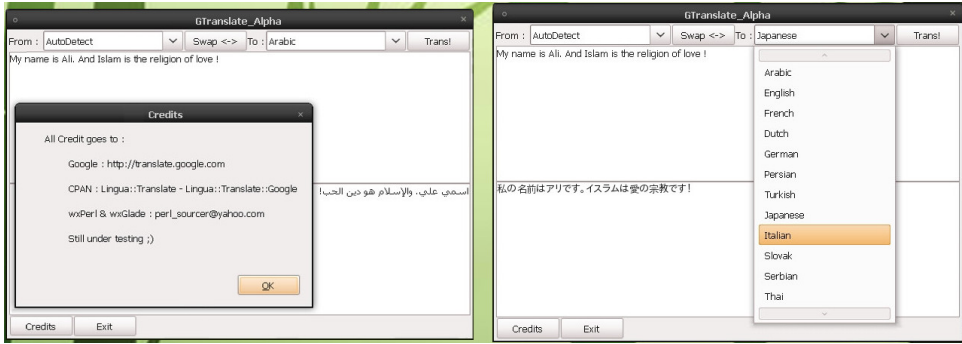 GTranslate_Alpha
From : AutoDetect Swap <-> To : Arabic Trans!
My name is Ali. And Islam is the religion of love !
Credits
All Credit goes to :
Google : http://translate.google.com
CPAN : Lingua::Translate - Lingua::Translate::Google
wxPerl & wxGlade : perl_sourcer@yahoo.com
Still under testing ;)
OK
اسمي علي، والإسلام هو دين الحب!
Credits Exit
GTranslate_Alpha
From : AutoDetect Swap <-> To : Japanese Trans!
My name is Ali. And Islam is the religion of love !
Arabic
English
French
Dutch
German
Persian
Turkish
Japanese
Italian
Slovak
Serbian
Thai
私の名前はアリです。イスラムは愛の宗教です!
Credits Exit